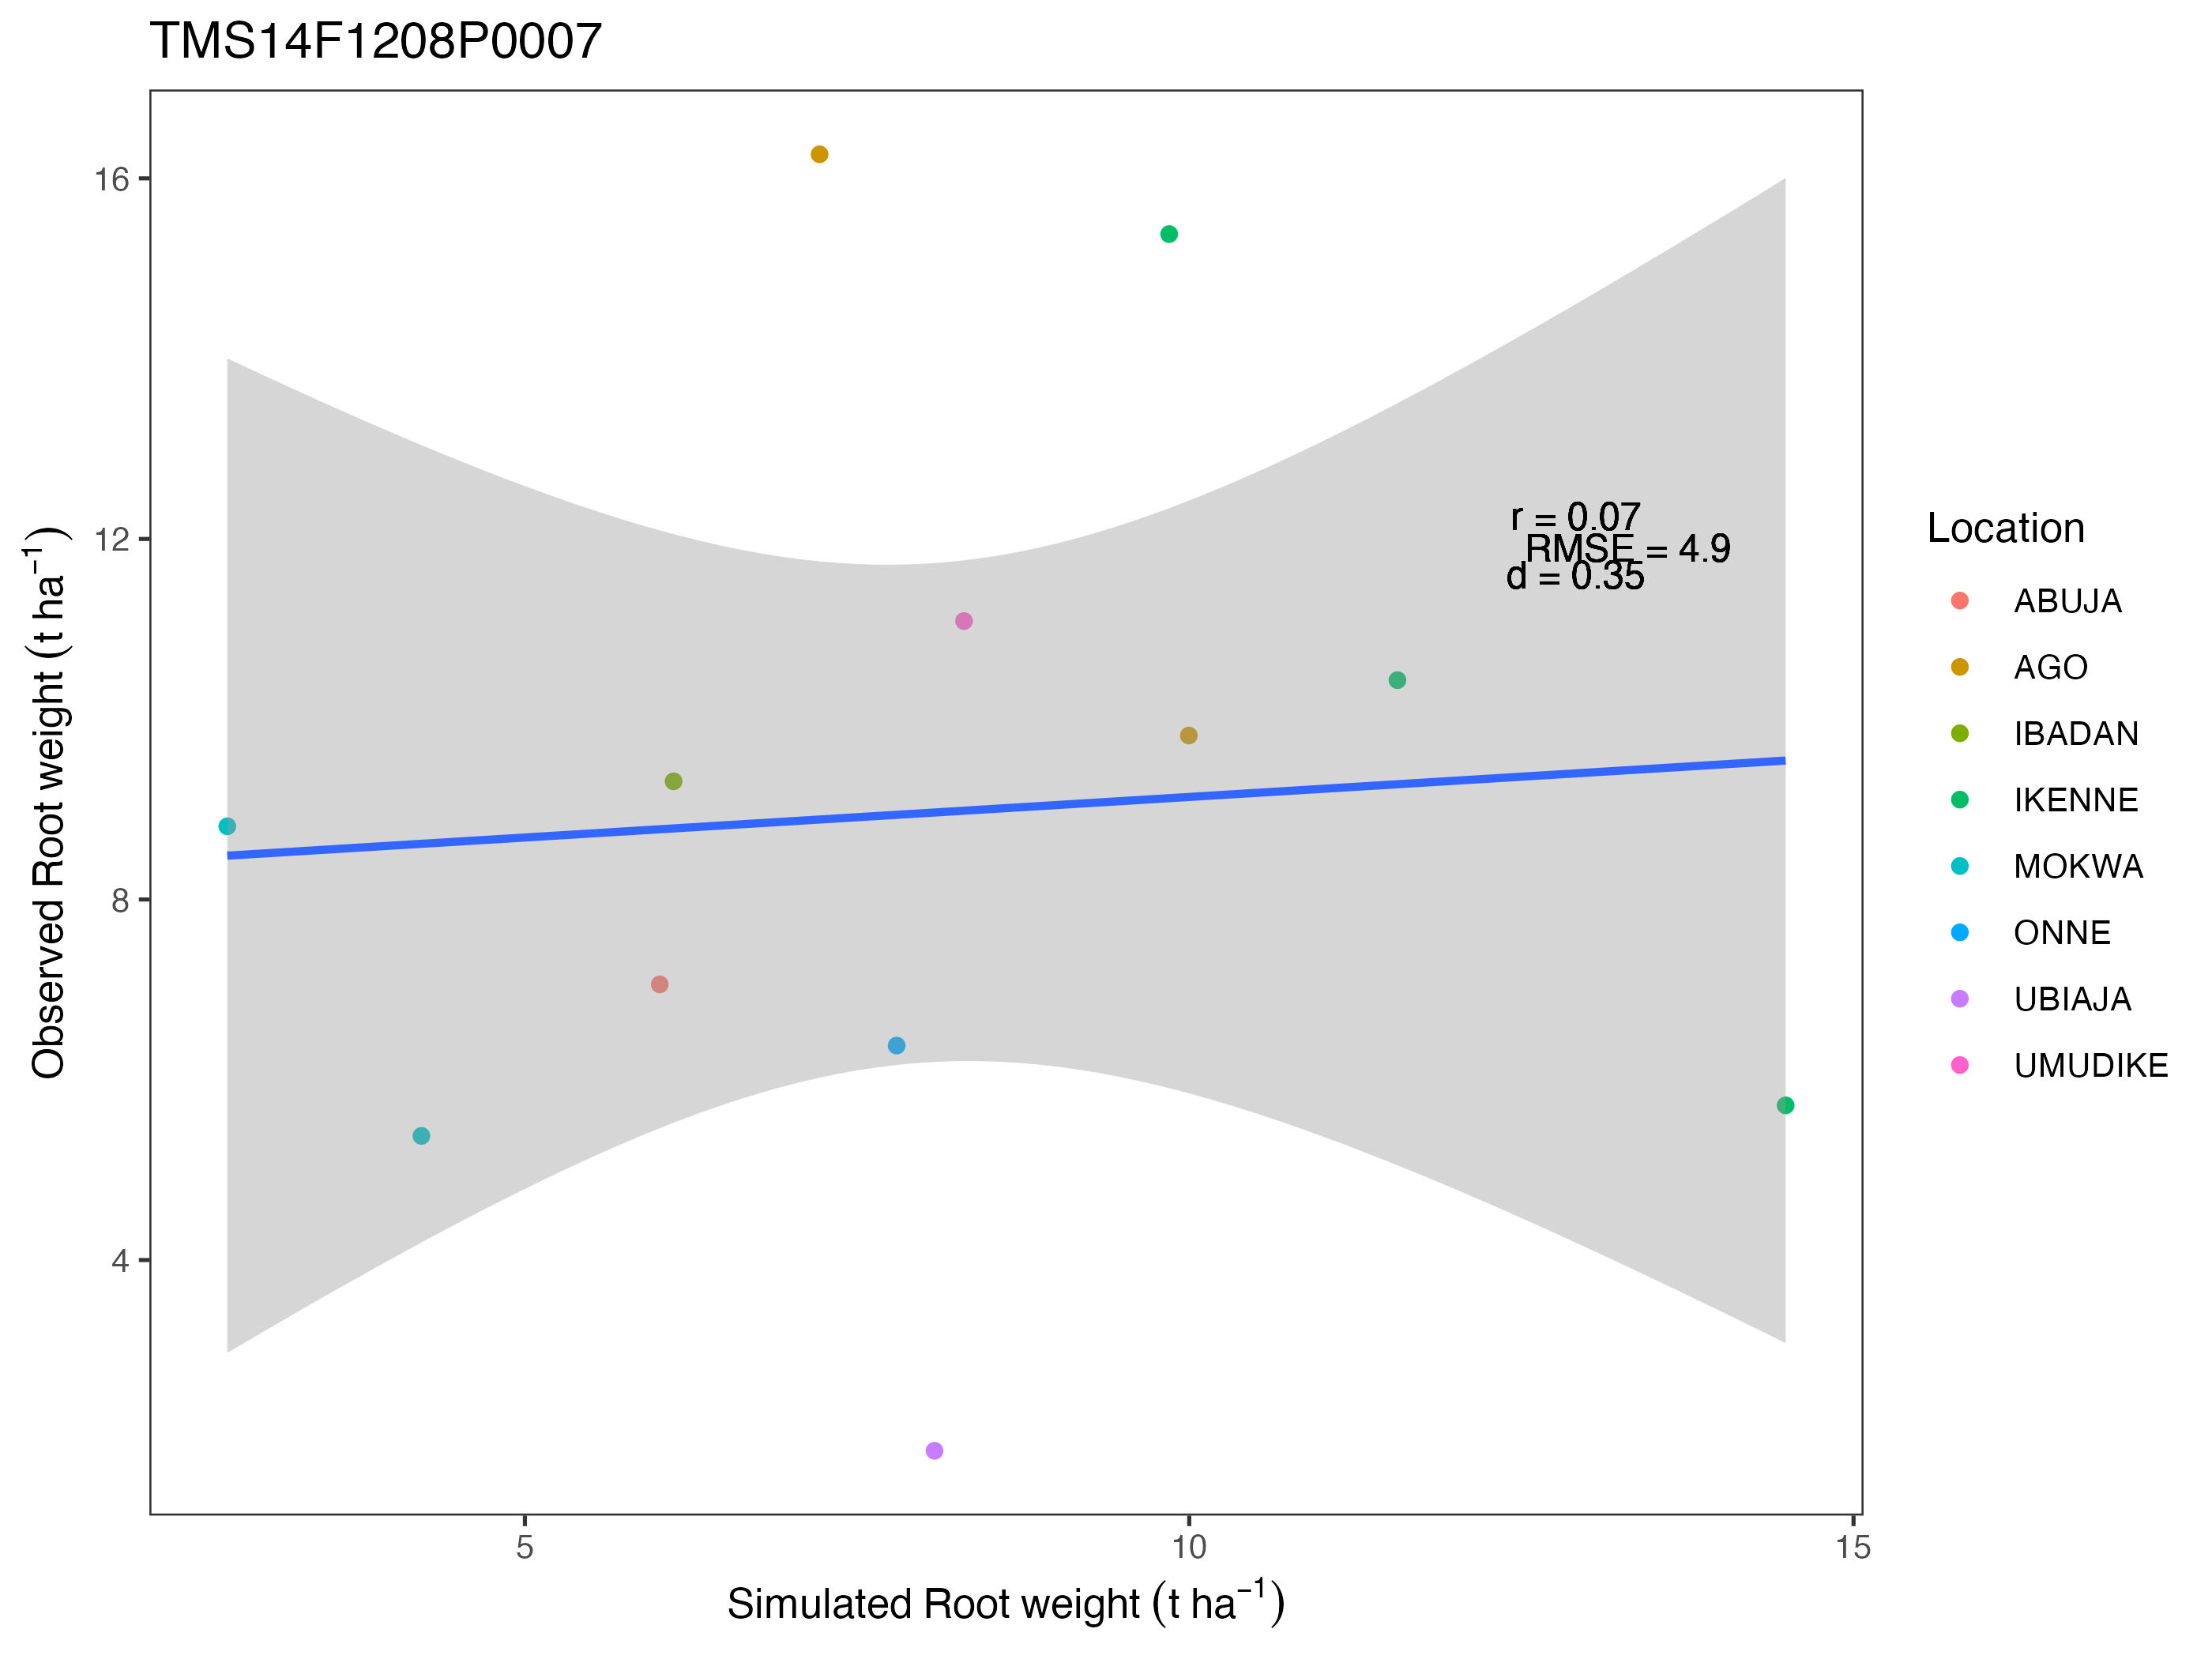 TMS14F1208P0007
16
12
8
4
Observed Root weight (t ha⁻¹)
r = 0.07
RMSE = 4.9
d = 0.35
5
10
15
Simulated Root weight (t ha⁻¹)
Location
ABUJA
AGO
IBADAN
IKENNE
MOKWA
ONNE
UBIAJA
UMUDIKE